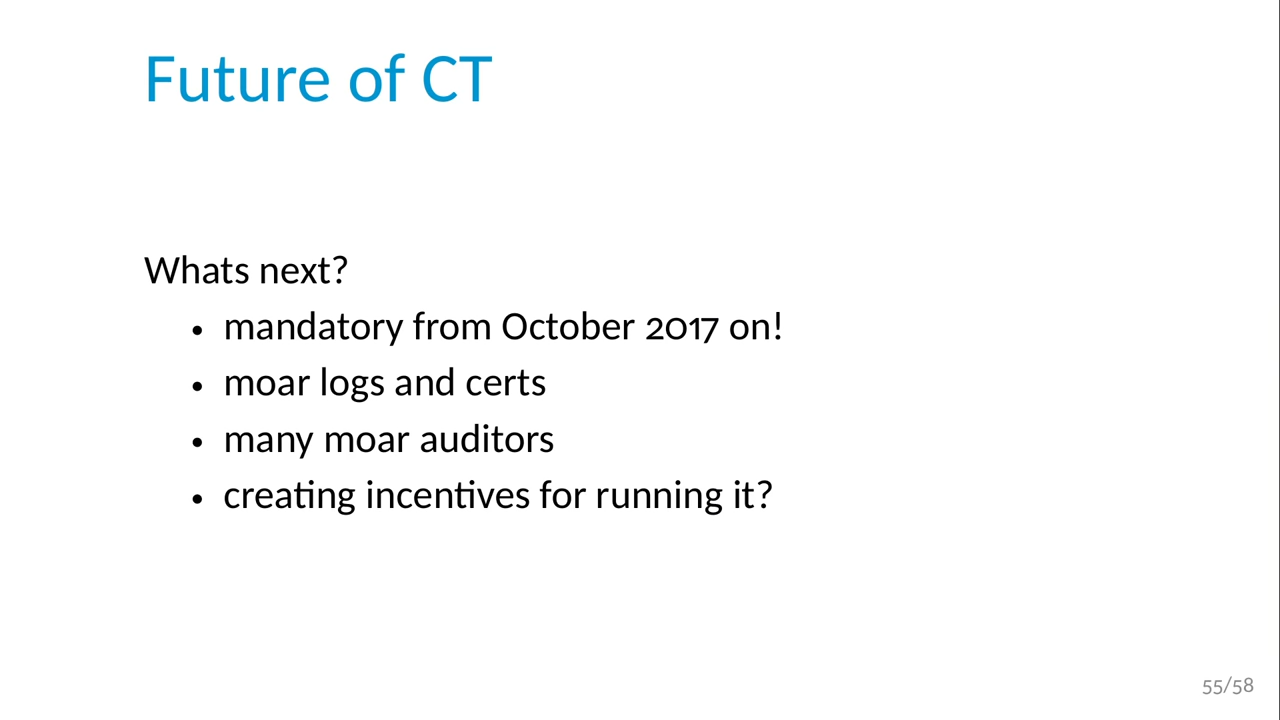 Future of CT
Whats next?
• mandatory from October 2017 on!
• moar logs and certs
• many moar auditors
• creating incentives for running it?
55/58